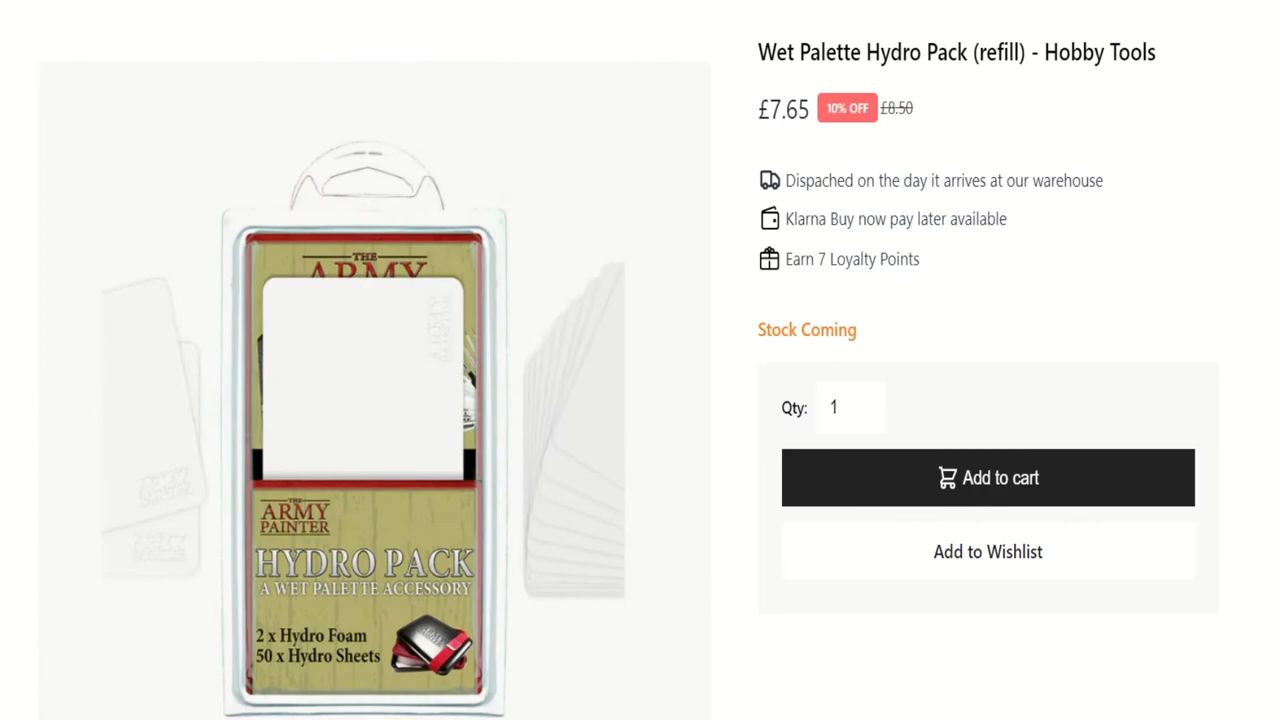 Wet Palette Hydro Pack (refill) - Hobby Tools
£7.65 10% OFF £8.50
Dispached on the day it arrives at our warehouse
Klarna Buy now pay later available
Earn 7 Loyalty Points
Stock Coming
Qty: 1
Add to cart
Add to Wishlist
THE
ARMY
THE
ARMY
PAINTER
HYDRO PACK
A WET PALETTE ACCESSORY
2 x Hydro Foam
50 x Hydro Sheets